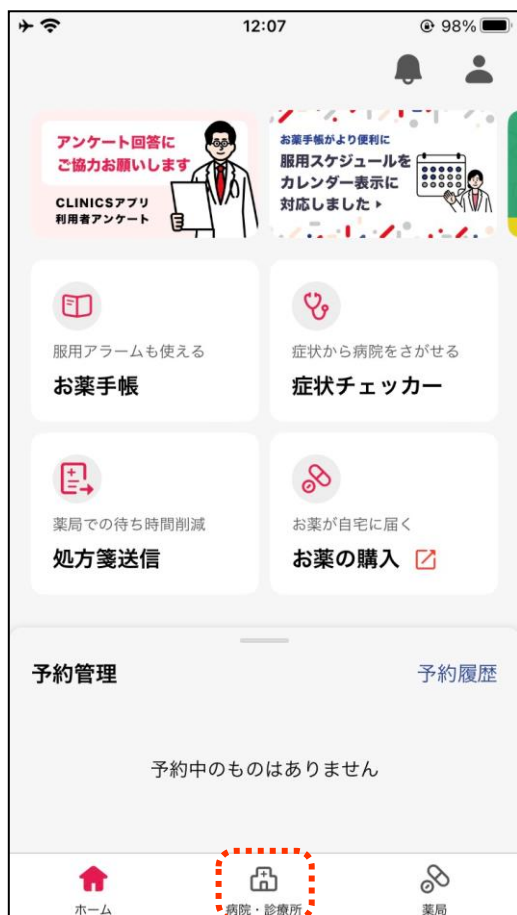 12:07
98%
アンケート回答に
ご協力お願いします
CLINICSアプリ
利用者アンケート
お薬手帳がより便利に
服用スケジュールを
カレンダー表示に
対応しました
服用アラームも使える
お薬手帳
症状から病院をさがせる
症状チェッカー
薬局での待ち時間削減
処方箋送信
お薬が自宅に届く
お薬の購入
予約管理
予約履歴
予約中のものはありません
ホーム
病院・診療所
薬局